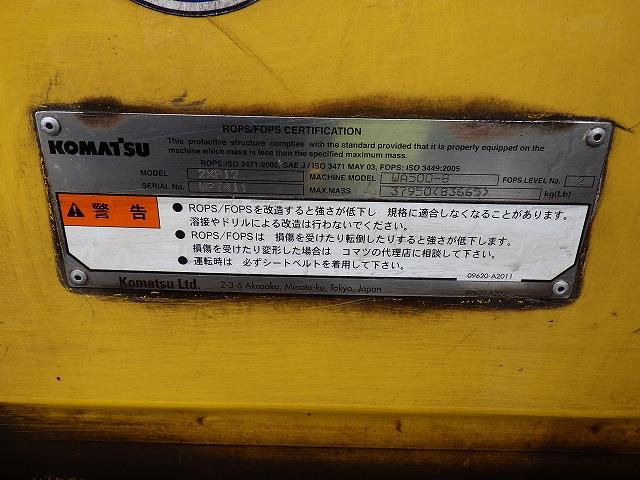 ROPS/FOPS CERTIFICATION
KOMATSU
This protective structure complies with the standard provided that it is properly equipped on the
machine which mass is less than the specified maximum mass.
ROPS:ISO 3471:2008, SAE J / ISO 3471 MAY 03, FOPS: ISO 3449:2005
MODEL 2XP17 MACHINE MODEL WA500-8 FOPS LEVEL No. 2
SERIAL No. MAX.MASS 37950(83665) kg(Lb)
警告
● ROPS/FOPSを改造すると強さが低下し 規格に適合しなくなることがあります。
溶接やドリルによる改造は行わないでください。
● ROPS/FOPSは 損傷を受けたり転倒したりすると強さが低下します。
損傷を受けたり変形した場合は コマツの代理店に相談して下さい。
● 運転時は 必ずシートベルトを着用して下さい。
09620-A2011
Komatsu Ltd. 2-3-6 Akasaka, Minato-ku, Tokyo, Japan